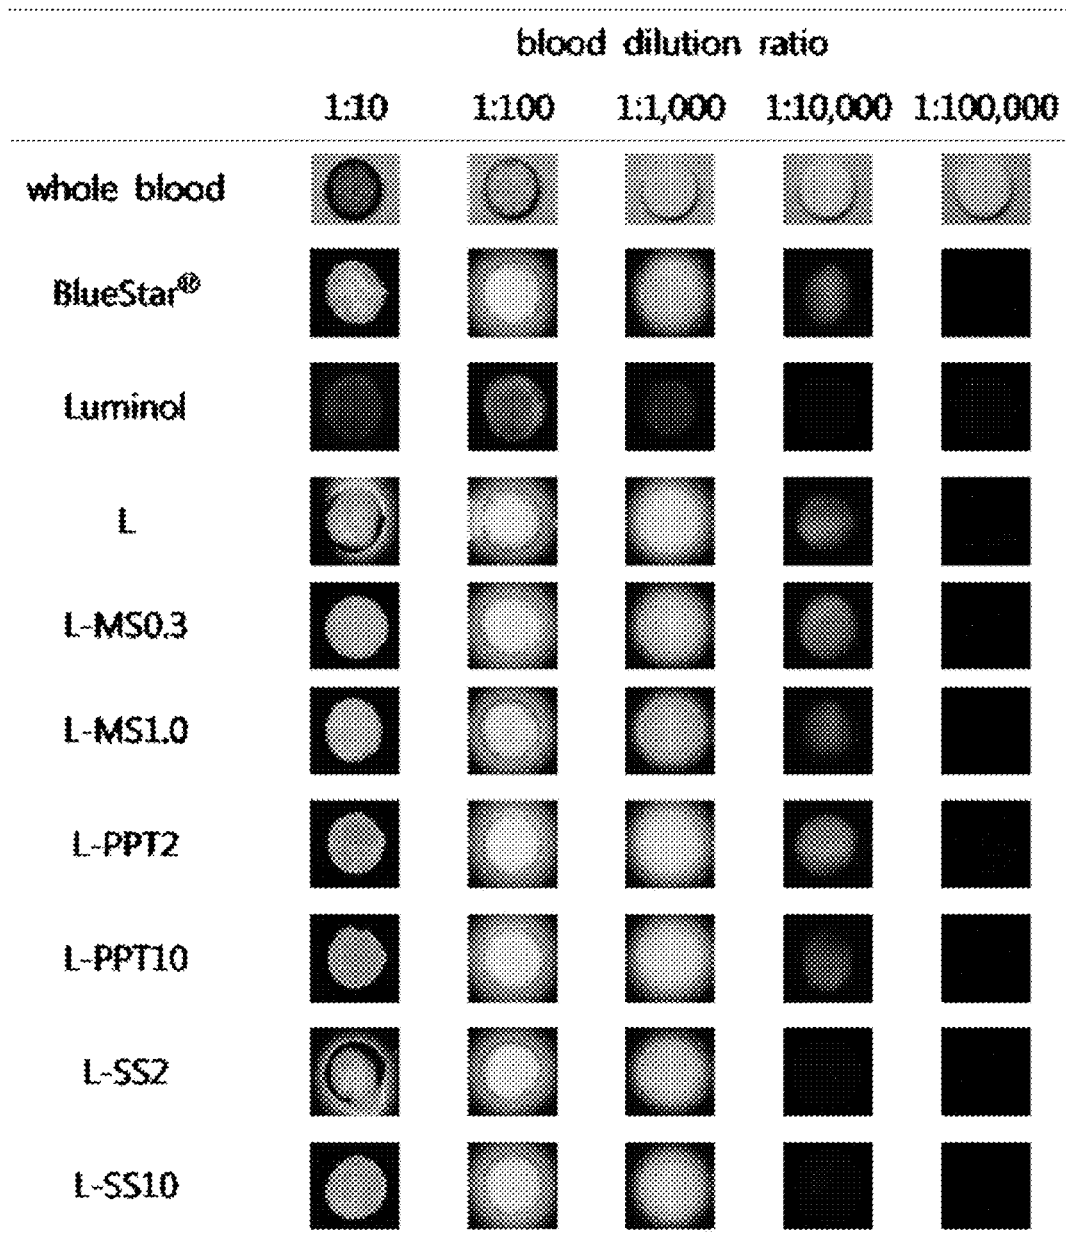 blood dilution ratio
1:10 1:100 1:1,000 1:10,000 1:100,000
whole blood
BlueStar®
Luminol
L
L-MS0.3
L-MS1.0
L-PPT2
L-PPT10
L-SS2
L-SS10